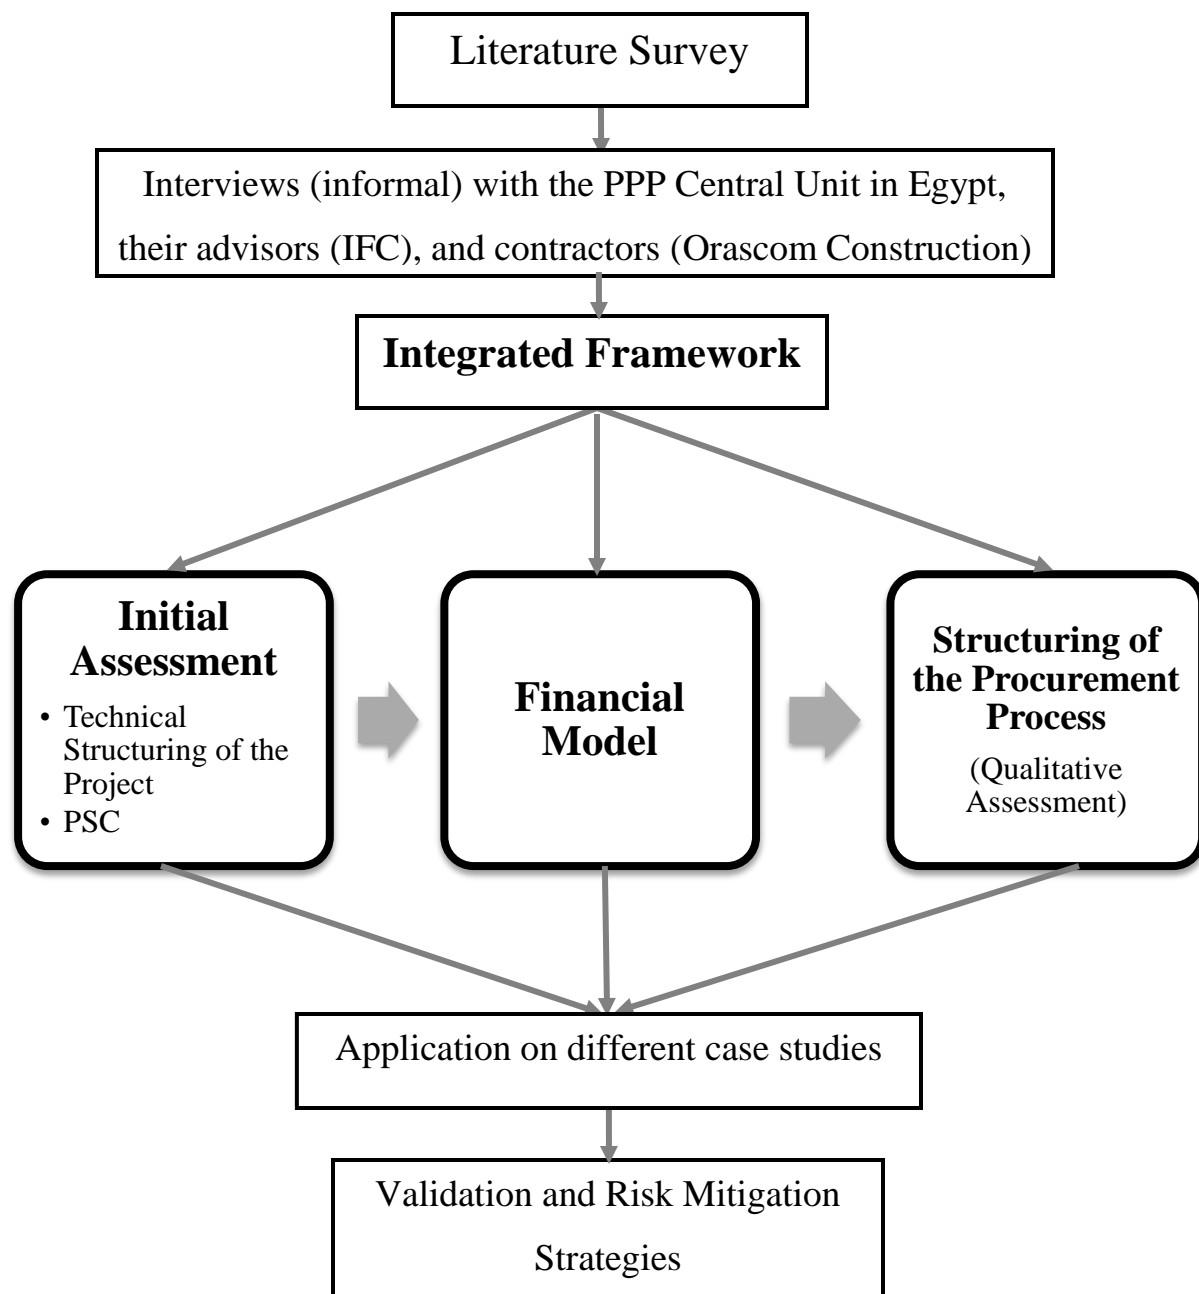 Literature Survey
Interviews (informal) with the PPP Central Unit in Egypt,
their advisors (IFC), and contractors (Orascom Construction)
Integrated Framework
Initial
Assessment
• Technical
Structuring of the
Project
• PSC
Financial
Model
Structuring of
the Procurement
Process
(Qualitative
Assessment)
Application on different case studies
Validation and Risk Mitigation
Strategies